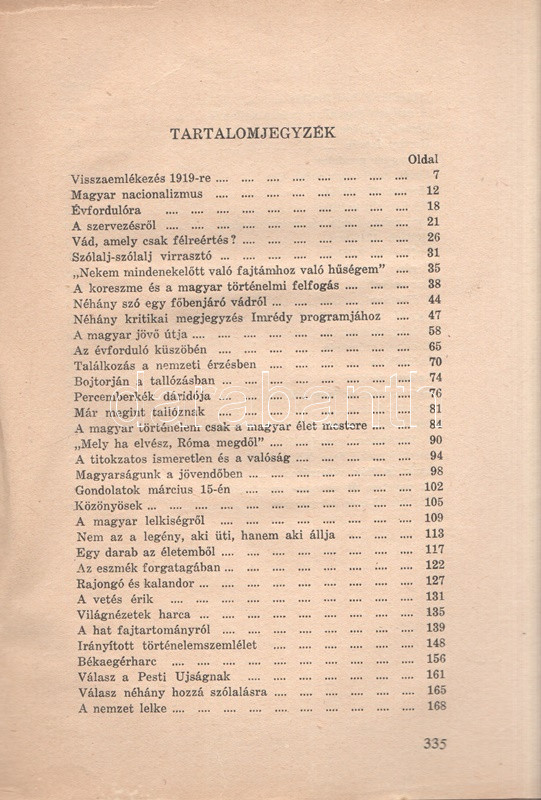 TARTALOMJEGYZÉK
Oldal
Visszaemlékezés 1919-re .... .... .... .... .... .... .... .... 7
Magyar nacionalizmus .... .... .... .... .... .... .... .... 12
Évfordulóra .... .... .... .... .... .... .... .... .... .... 18
A szervezésről .... .... .... .... .... .... .... .... .... .... 21
Vád, amely csak félreértés? .... .... .... .... .... .... .... 26
Szólalj-szólalj virrasztó .... .... .... .... .... .... .... .... 31
„Nekem mindenekelőtt való fajtámhoz való hűségem” .... 35
A koreszme és a magyar történelmi felfogás .... .... .... 38
Néhány szó egy főbenjáró vádról .... .... .... .... .... .... 44
Néhány kritikai megjegyzés Imrédy programjához .... 47
A magyar jövő útja .... .... .... .... .... .... .... .... .... 58
Az évforduló küszöbén .... .... .... .... .... .... .... .... 65
Találkozás a nemzeti érzésben .... .... .... .... .... .... 70
Bojtorján a tallózásban .... .... .... .... .... .... .... .... 74
Percemberkék dáridója .... .... .... .... .... .... .... .... 76
Már megint tallóznak .... .... .... .... .... .... .... .... 81
A magyar történelem csak a magyar élet mestere .... .... 84
„Mely ha elvész, Róma megdől” .... .... .... .... .... .... 90
A titokzatos ismeretlen és a valóság .... .... .... .... .... 94
Magyarságunk a jövendőben .... .... .... .... .... .... .... 98
Gondolatok március 15-én .... .... .... .... .... .... .... 102
Közönyösek .... .... .... .... .... .... .... .... .... .... .... 105
A magyar lelkiségről .... .... .... .... .... .... .... .... 109
Nem az a legény, aki üti, hanem aki állja .... .... .... 113
Egy darab az életemből .... .... .... .... .... .... .... .... 117
Az eszmék forgatagában .... .... .... .... .... .... .... .... 122
Rajongó és kalandor .... .... .... .... .... .... .... .... .... 127
A vetés érik .... .... .... .... .... .... .... .... .... .... 131
Világnézetek harca .... .... .... .... .... .... .... .... .... 135
A hat fajtartományról .... .... .... .... .... .... .... .... 139
Irányított történelemszemlélet .... .... .... .... .... .... 148
Békaegérharc .... .... .... .... .... .... .... .... .... .... 156
Válasz a Pesti Ujságnak .... .... .... .... .... .... .... 161
Válasz néhány hozzá szólalásra .... .... .... .... .... .... 165
A nemzet lelke .... .... .... .... .... .... .... .... .... .... 168
335
darabanth